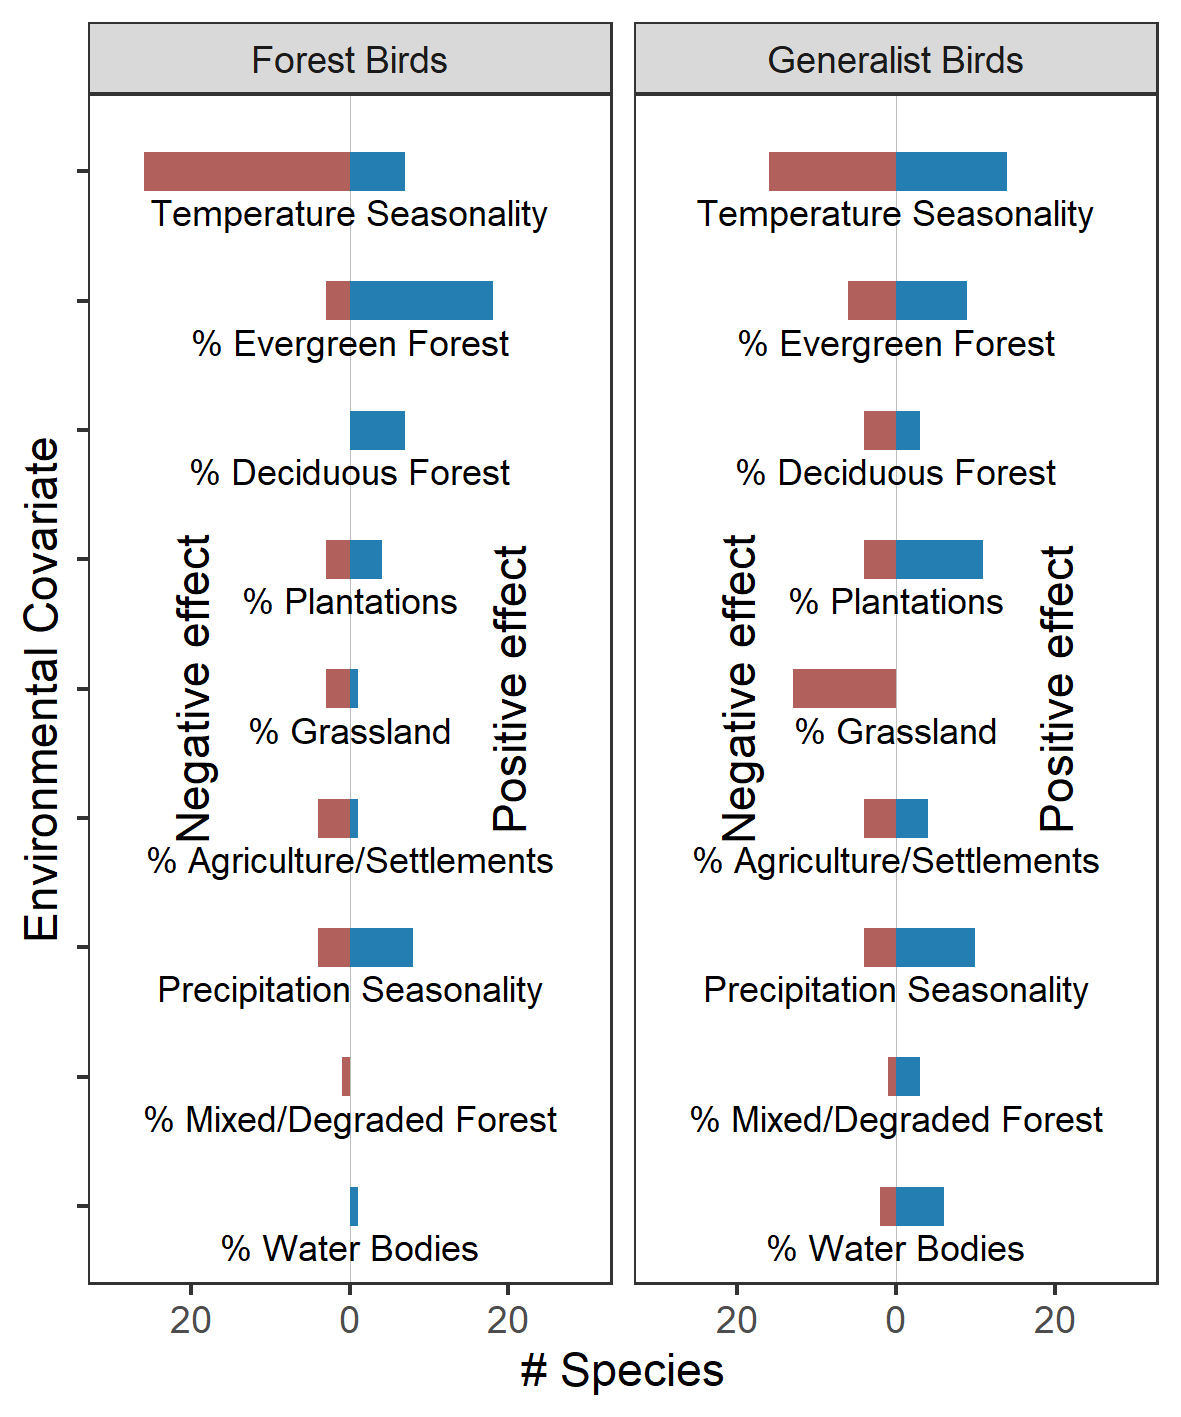 Forest Birds
Generalist Birds
Environmental Covariate
Temperature Seasonality
% Evergreen Forest
% Deciduous Forest
% Plantations
% Grassland
% Agriculture/Settlements
Precipitation Seasonality
% Mixed/Degraded Forest
% Water Bodies
Negative effect
Positive effect
20 0 20
Temperature Seasonality
% Evergreen Forest
% Deciduous Forest
% Plantations
% Grassland
% Agriculture/Settlements
Precipitation Seasonality
% Mixed/Degraded Forest
% Water Bodies
Negative effect
Positive effect
20 0 20
# Species